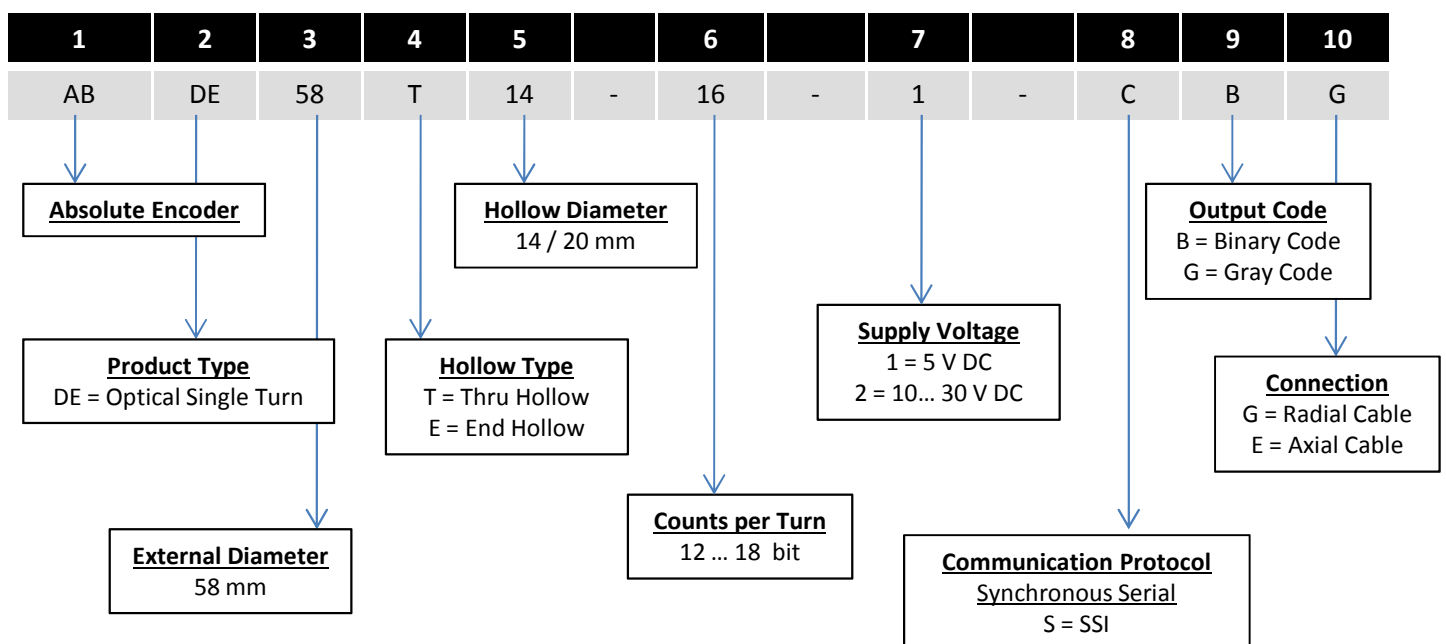 1 2 3 4 5 6 7 8 9 10
AB DE 58 T 14 - 16 - 1 - C B G
Absolute Encoder
Hollow Diameter
14 / 20 mm
Output Code
B = Binary Code
G = Gray Code
Product Type
DE = Optical Single Turn
Hollow Type
T = Thru Hollow
E = End Hollow
Supply Voltage
1 = 5 V DC
2 = 10... 30 V DC
Connection
G = Radial Cable
E = Axial Cable
External Diameter
58 mm
Counts per Turn
12 ... 18 bit
Communication Protocol
Synchronous Serial
S = SSI